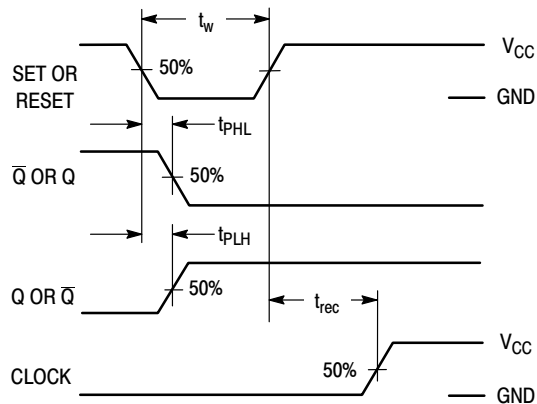 t_w
V_CC
50%
SET OR
RESET
GND
t_PHL
Q̅ OR Q
50%
t_PLH
Q OR Q̅
50%
t_rec
V_CC
50%
CLOCK
GND